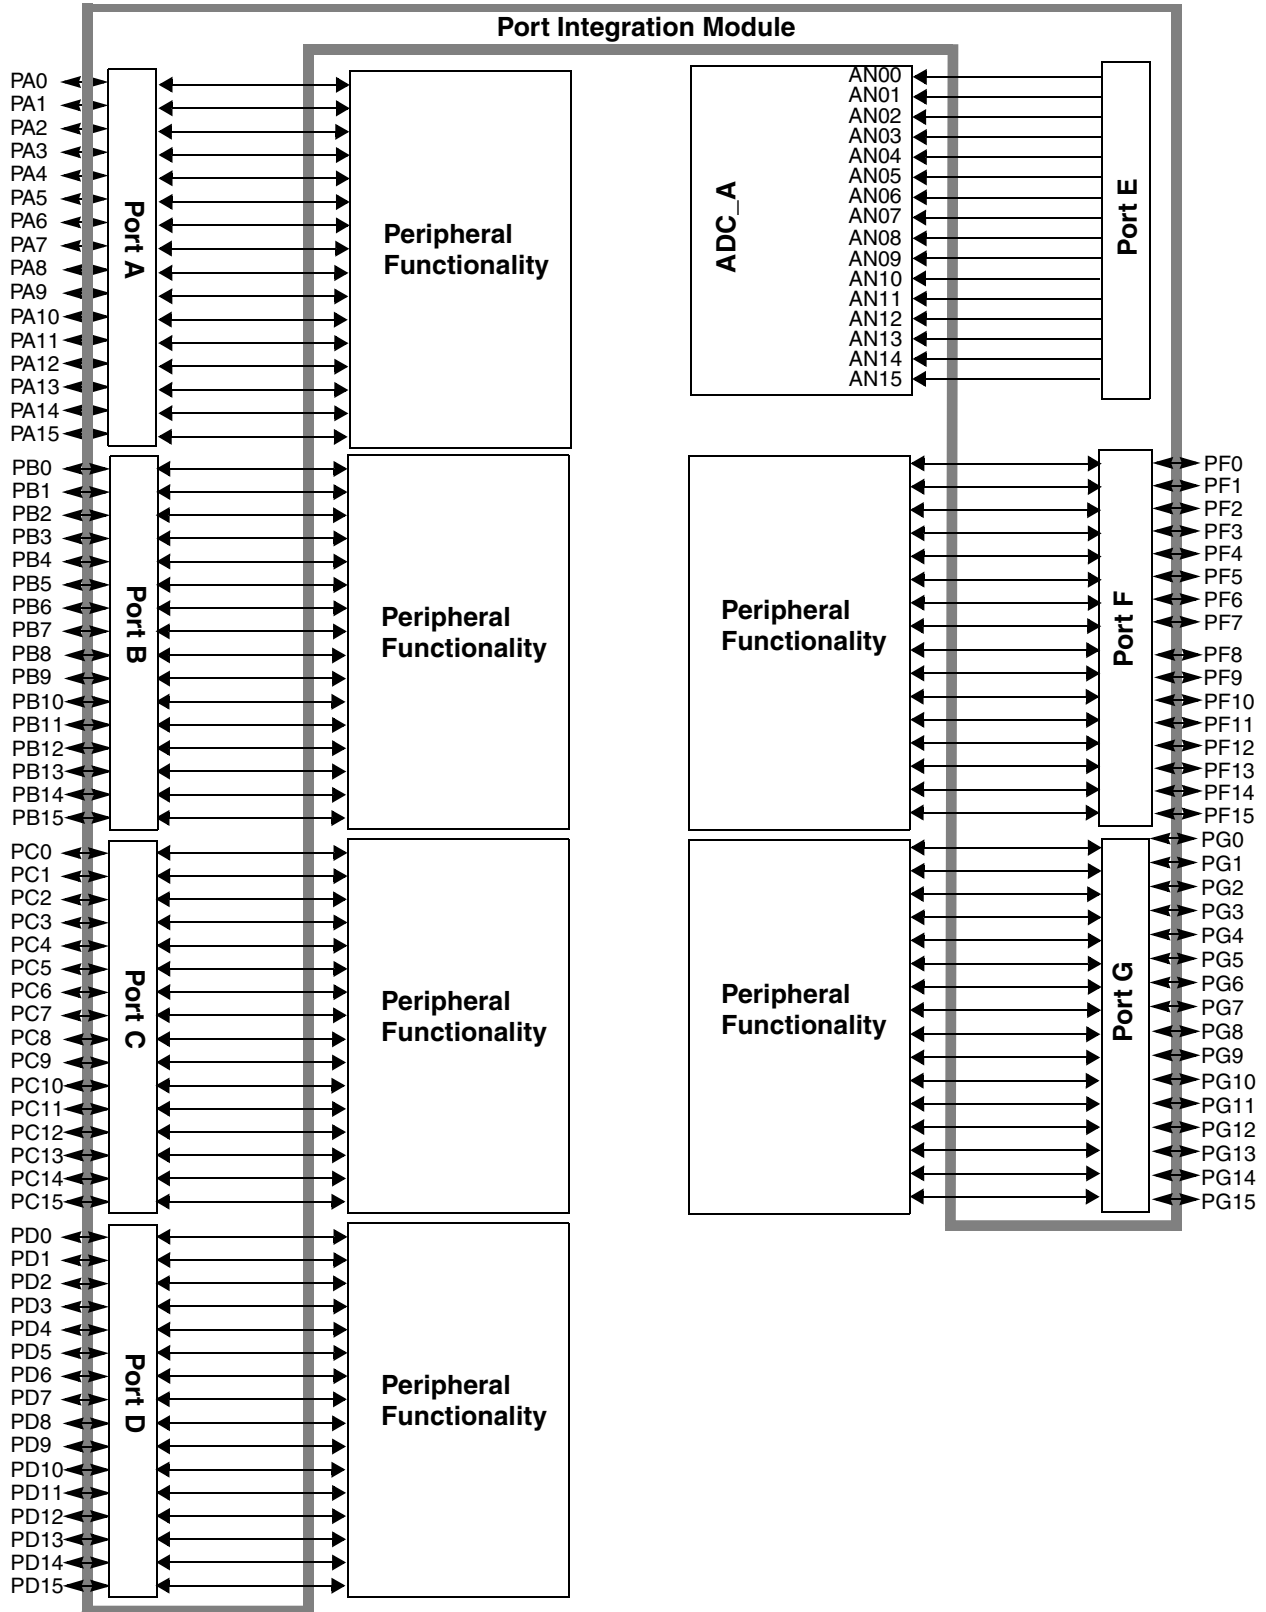 Port Integration Module
PA0
PA1
PA2
PA3
PA4
PA5
PA6
PA7
PA8
PA9
PA10
PA11
PA12
PA13
PA14
PA15
Port A
Peripheral
Functionality
PB0
PB1
PB2
PB3
PB4
PB5
PB6
PB7
PB8
PB9
PB10
PB11
PB12
PB13
PB14
PB15
Port B
Peripheral
Functionality
PC0
PC1
PC2
PC3
PC4
PC5
PC6
PC7
PC8
PC9
PC10
PC11
PC12
PC13
PC14
PC15
Port C
Peripheral
Functionality
PD0
PD1
PD2
PD3
PD4
PD5
PD6
PD7
PD8
PD9
PD10
PD11
PD12
PD13
PD14
PD15
Port D
Peripheral
Functionality
ADC_A
AN00
AN01
AN02
AN03
AN04
AN05
AN06
AN07
AN08
AN09
AN10
AN11
AN12
AN13
AN14
AN15
Port E
Peripheral
Functionality
Port F
PF0
PF1
PF2
PF3
PF4
PF5
PF6
PF7
PF8
PF9
PF10
PF11
PF12
PF13
PF14
PF15
Peripheral
Functionality
Port G
PG0
PG1
PG2
PG3
PG4
PG5
PG6
PG7
PG8
PG9
PG10
PG11
PG12
PG13
PG14
PG15